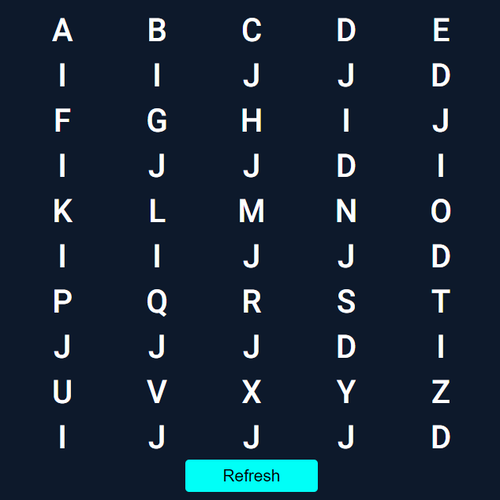 A B C D E
I I J J D
F G H I J
I J J D I
K L M N O
I I J J D
P Q R S T
J J J D I
U V X Y Z
I J J J D
Refresh